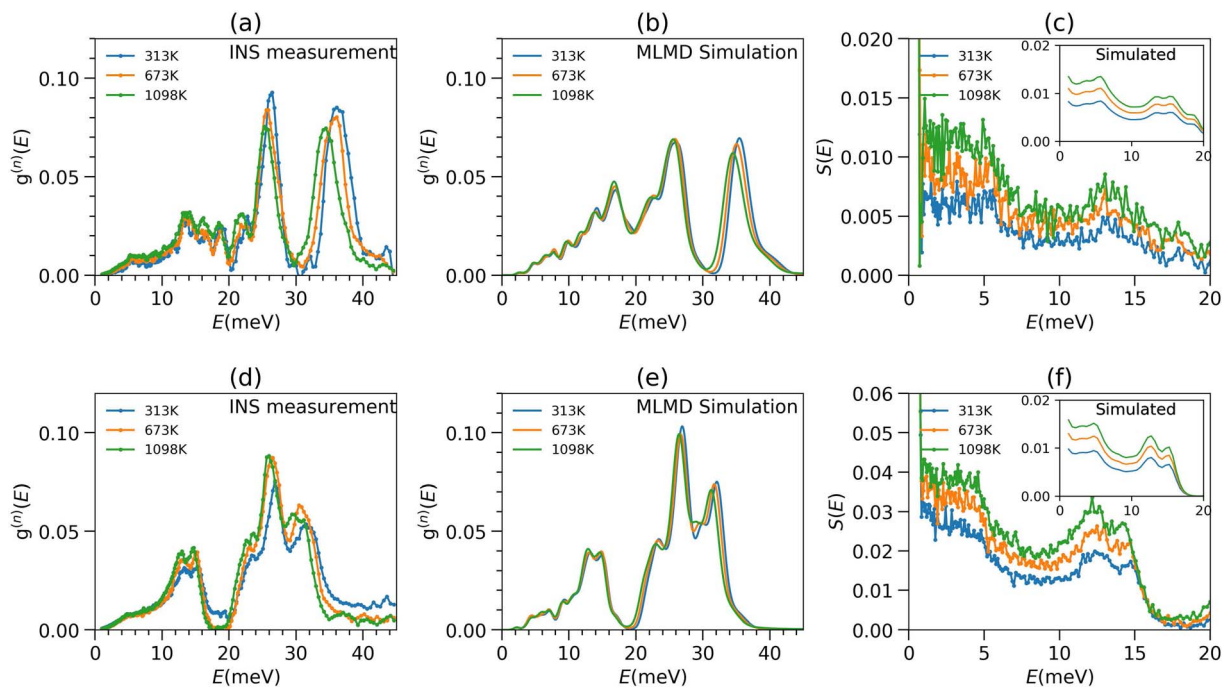 (a)
INS measurement
313K
673K
1098K
0.10
0.05
0.00
g⁽ⁿ⁾(E)
0 10 20 30 40
E(meV)
(b)
MLMD Simulation
313K
673K
1098K
0.10
0.05
0.00
g⁽ⁿ⁾(E)
0 10 20 30 40
E(meV)
(c)
313K
673K
1098K
Simulated
0.02
0.01
0.00
0 10 20
0.020
0.015
0.010
0.005
0.000
S(E)
0 5 10 15 20
E(meV)
(d)
INS measurement
313K
673K
1098K
0.10
0.05
0.00
g⁽ⁿ⁾(E)
0 10 20 30 40
E(meV)
(e)
MLMD Simulation
313K
673K
1098K
0.10
0.05
0.00
g⁽ⁿ⁾(E)
0 10 20 30 40
E(meV)
(f)
313K
673K
1098K
Simulated
0.02
0.01
0.00
0 10 20
0.06
0.05
0.04
0.03
0.02
0.01
0.00
S(E)
0 5 10 15 20
E(meV)